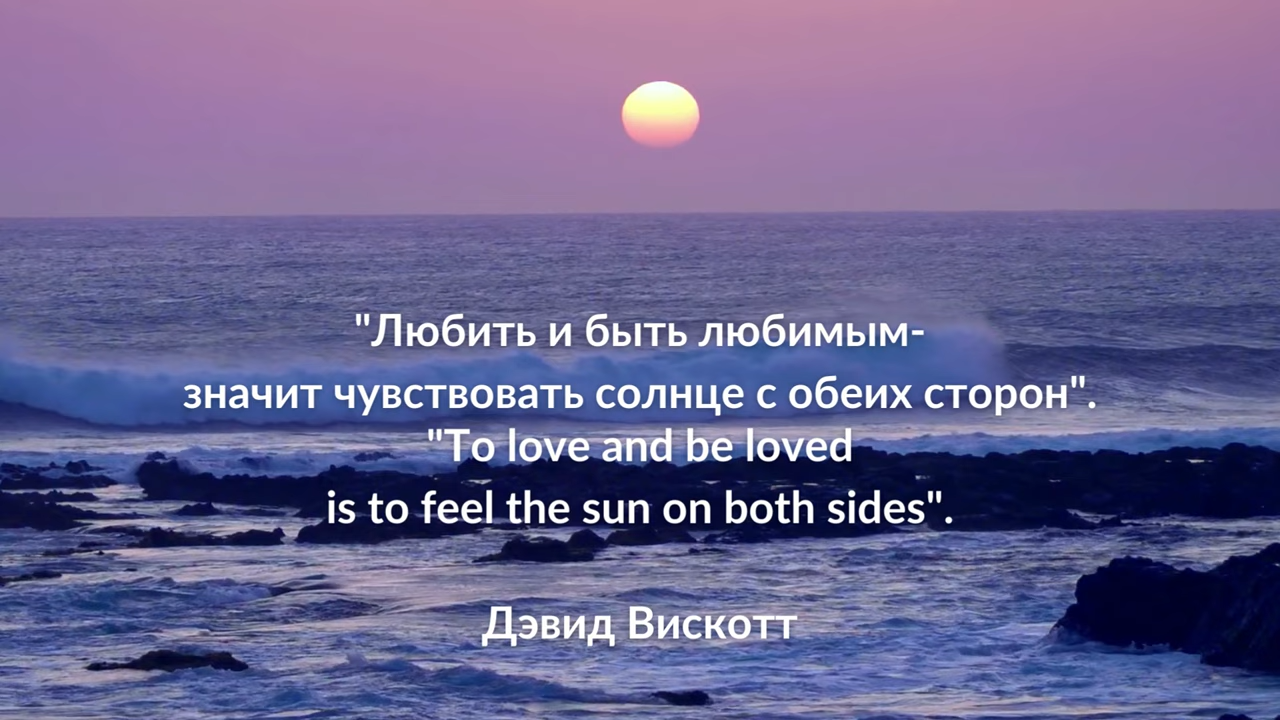 "Любить и быть любимым-
значит чувствовать солнце с обеих сторон".
"To love and be loved
is to feel the sun on both sides".
Дэвид Вискотт